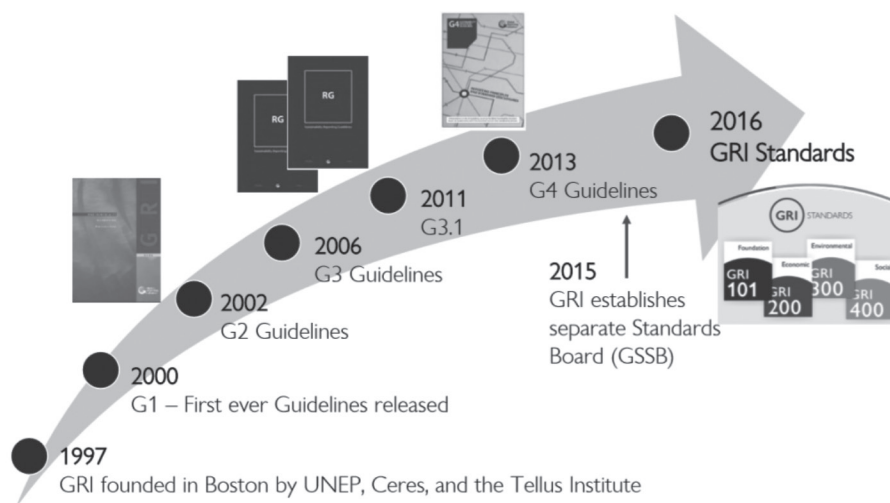 1997
GRI founded in Boston by UNEP, Ceres, and the Tellus Institute
2000
G1 – First ever Guidelines released
2002
G2 Guidelines
2006
G3 Guidelines
2011
G3.1
2013
G4 Guidelines
2015
GRI establishes
separate Standards
Board (GSSB)
2016
GRI Standards
GRI STANDARDS
Foundation
GRI
101
Economic
GRI
200
Environmental
GRI
300
Social
GRI
400
GRI
RG
RG
G4